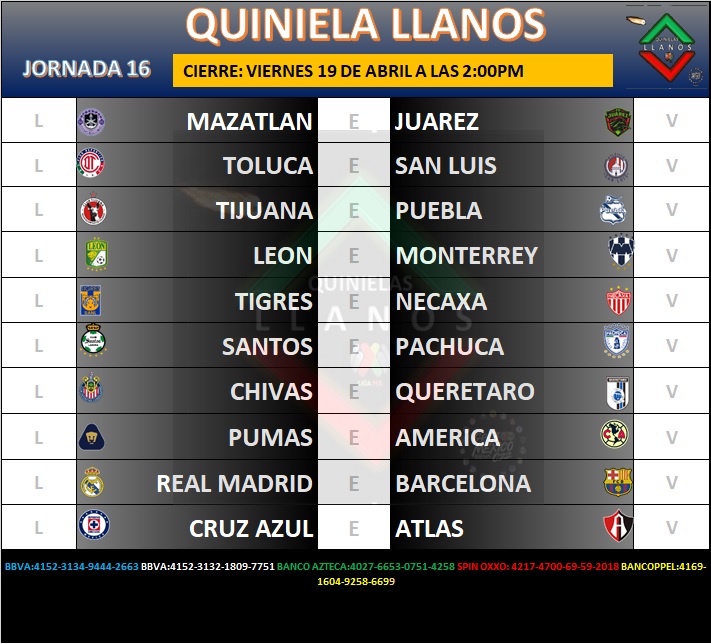 QUINIELA LLANOS
JORNADA 16
CIERRE: VIERNES 19 DE ABRIL A LAS 2:00PM
QUINIELAS
LLANOS
L MAZATLAN E JUAREZ V
L TOLUCA E SAN LUIS V
L TIJUANA E PUEBLA V
L LEON E MONTERREY V
QUINIELAS
L TIGRES E NECAXA V
LLANOS
L SANTOS E PACHUCA V
L CHIVAS E QUERETARO V
L PUMAS E AMERICA V
L REAL MADRID E BARCELONA V
L CRUZ AZUL E ATLAS V
BBVA:4152-3134-9444-2663 BBVA:4152-3132-1809-7751 BANCO AZTECA:4027-6653-0751-4258 SPIN OXXO: 4217-4700-69-59-2018 BANCOPPEL:4169-
1604-9258-6699